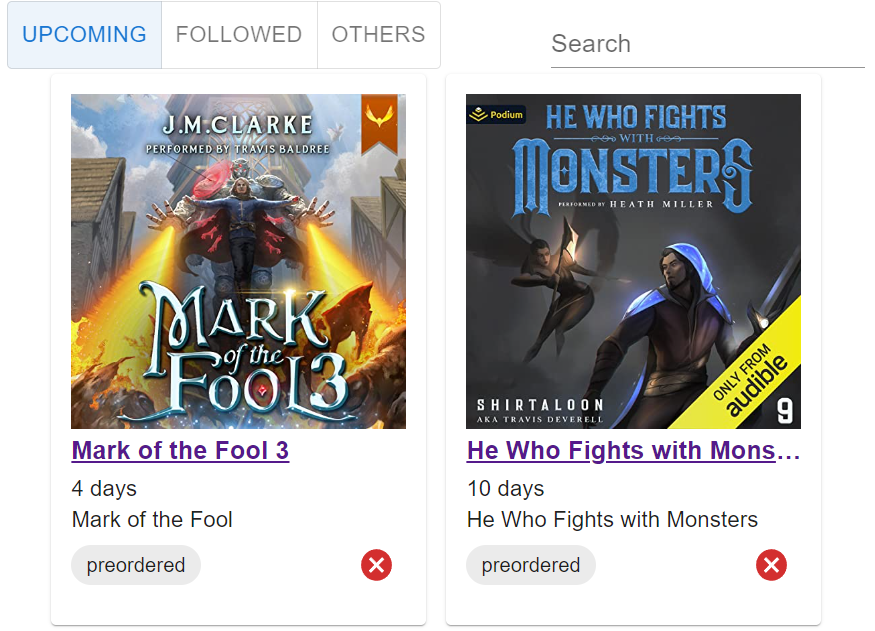 UPCOMING
FOLLOWED
OTHERS
Search
J.M.CLARKE
PERFORMED BY TRAVIS BALDREE
MARK
of the
FOOL 3
Mark of the Fool 3
4 days
Mark of the Fool
preordered
Podium
HE WHO FIGHTS
WITH
MONSTERS
PERFORMED BY HEATH MILLER
ONLY FROM
audible
SHIRTALOON
AKA TRAVIS DEVERELL
9
He Who Fights with Mons...
10 days
He Who Fights with Monsters
preordered